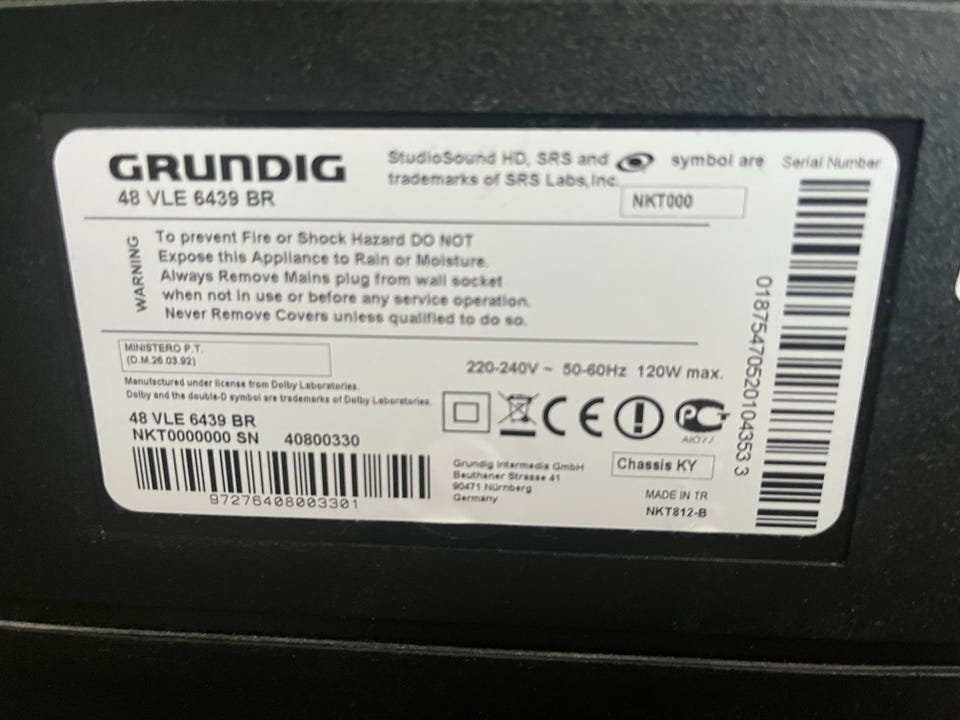 GRUNDIG
48 VLE 6439 BR
StudioSound HD, SRS and symbol are
trademarks of SRS Labs,Inc.
NKT000
Serial Number
WARNING
To prevent Fire or Shock Hazard DO NOT
Expose this Appliance to Rain or Moisture.
Always Remove Mains plug from wall socket
when not in use or before any service operation.
Never Remove Covers unless qualified to do so.
MINISTERO P.T.
(D.M.26.03.92)
220-240V ~ 50-60Hz 120W max.
Manufactured under license from Dolby Laboratories.
Dolby and the double-D symbol are trademarks of Dolby Laboratories.
48 VLE 6439 BR
NKT0000000 SN 40800330
97276408003301
CE
Grundig Intermedia GmbH
Beuthener Strasse 41
90471 Nürnberg
Germany
Chassis KY
MADE IN TR
NKT812-B
018754705201043533